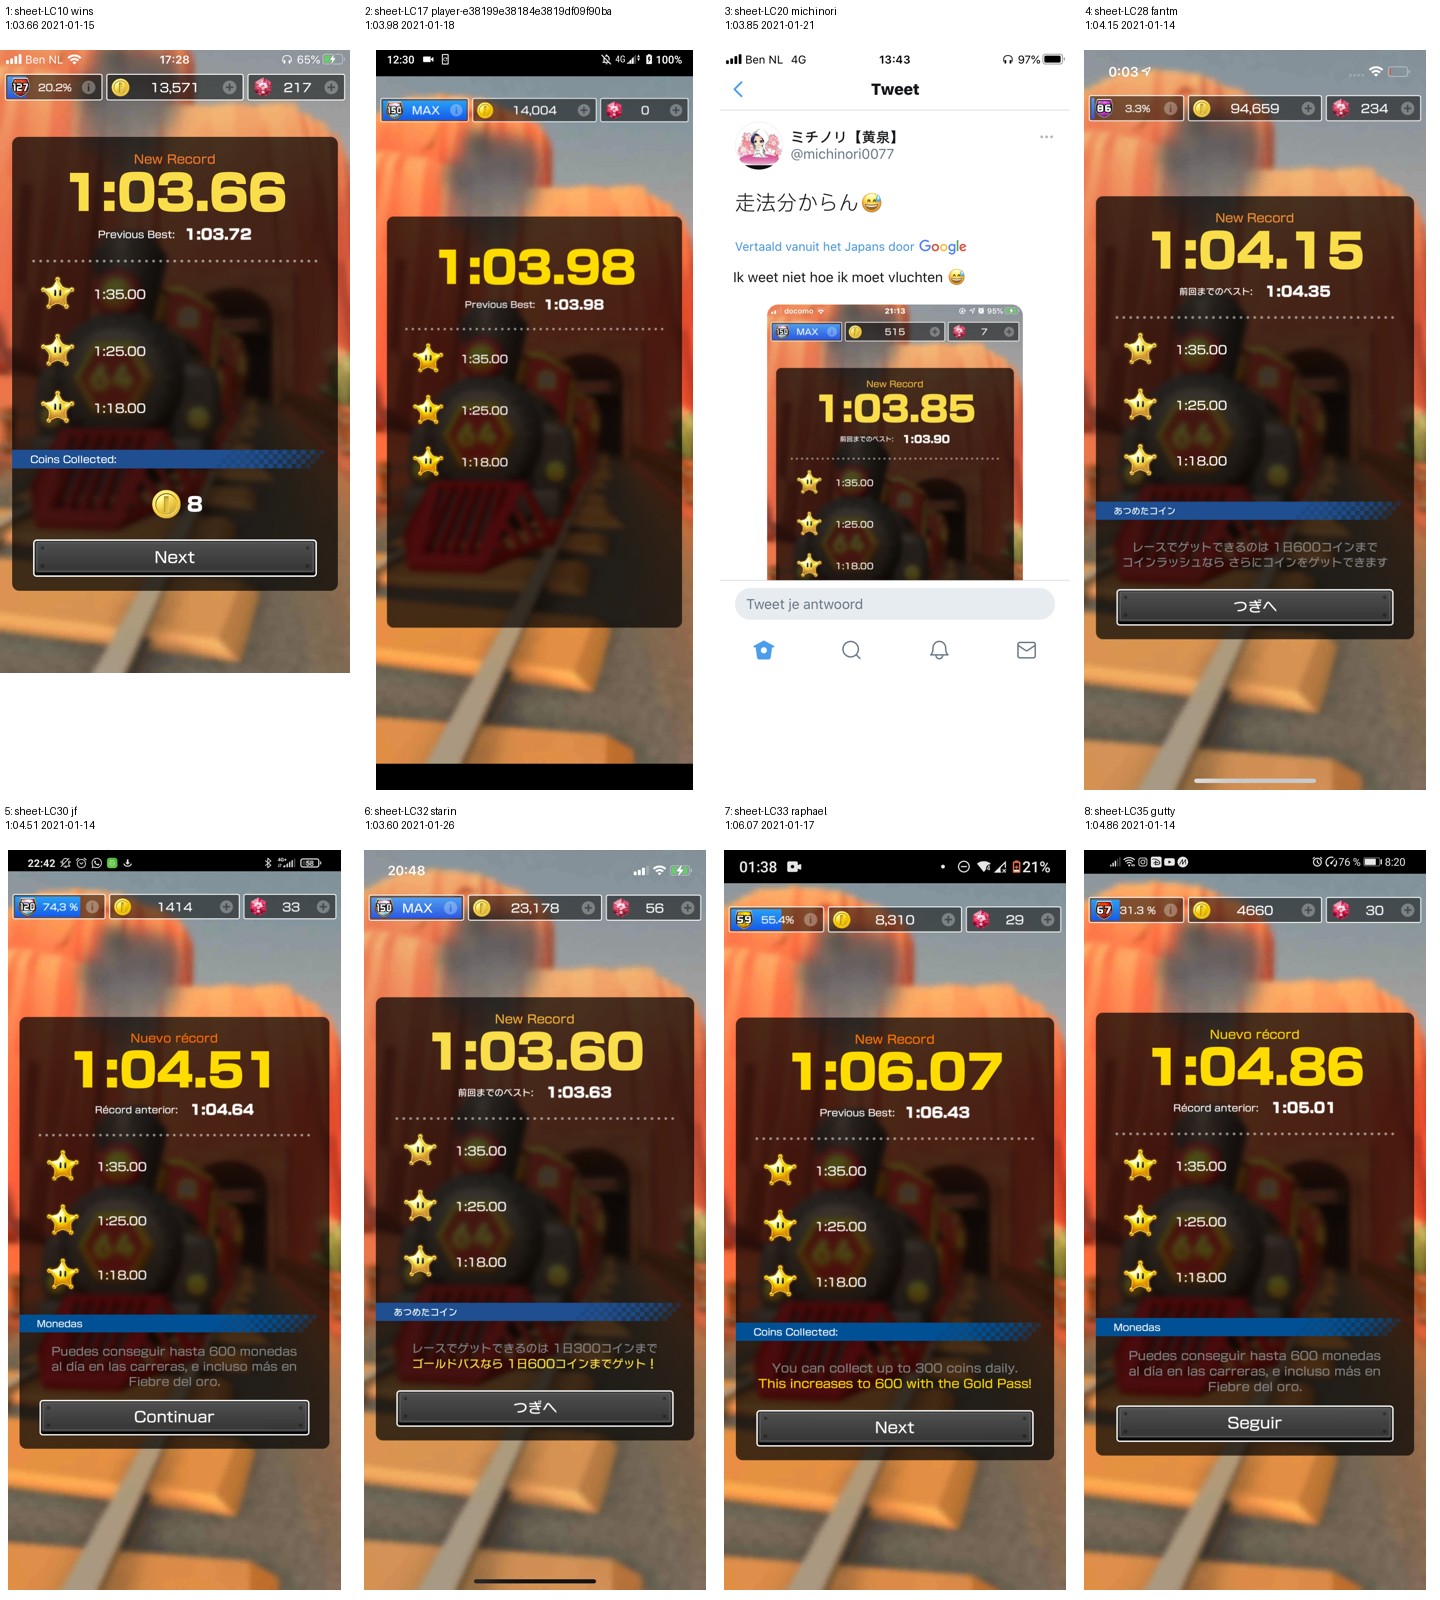 1: sheet-LC10 wins
1:03.66 2021-01-15
Ben NL 17:28 65%
127 20.2% 13,571 217
New Record
1:03.66
Previous Best: 1:03.72
1:35.00
1:25.00
1:18.00
Coins Collected:
8
Next
2: sheet-LC17 player-e38199e38184e3819df09f90ba
1:03.98 2021-01-18
12:30 4G 100%
150 MAX 14,004 0
1:03.98
Previous Best: 1:03.98
1:35.00
1:25.00
1:18.00
3: sheet-LC20 michinori
1:03.85 2021-01-21
Ben NL 4G 13:43 97%
Tweet
ミチノリ【黄泉】
@michinori0077
走法分からん😅
Vertaald vanuit het Japans door Google
Ik weet niet hoe ik moet vluchten 😅
docomo 21:13 95%
150 MAX 515 7
New Record
1:03.85
前回までのベスト: 1:03.90
1:35.00
1:25.00
1:18.00
Tweet je antwoord
4: sheet-LC28 fantm
1:04.15 2021-01-14
0:03
86 3.3% 94,659 234
New Record
1:04.15
前回までのベスト: 1:04.35
1:35.00
1:25.00
1:18.00
あつめたコイン
レースでゲットできるのは 1日600コインまで
コインラッシュなら さらにコインをゲットできます
つぎへ
5: sheet-LC30 jf
1:04.51 2021-01-14
22:42 58
120 74,3 % 1414 33
Nuevo récord
1:04.51
Récord anterior: 1:04.64
1:35.00
1:25.00
1:18.00
Monedas
Puedes conseguir hasta 600 monedas
al día en las carreras, e incluso más en
Fiebre del oro.
Continuar
6: sheet-LC32 starin
1:03.60 2021-01-26
20:48
150 MAX 23,178 56
New Record
1:03.60
前回までのベスト: 1:03.63
1:35.00
1:25.00
1:18.00
あつめたコイン
レースでゲットできるのは 1日300コインまで
ゴールドパスなら 1日600コインまでゲット！
つぎへ
7: sheet-LC33 raphael
1:06.07 2021-01-17
01:38 21%
59 55.4% 8,310 29
New Record
1:06.07
Previous Best: 1:06.43
1:35.00
1:25.00
1:18.00
Coins Collected:
You can collect up to 300 coins daily.
This increases to 600 with the Gold Pass!
Next
8: sheet-LC35 gutty
1:04.86 2021-01-14
76 % 8:20
67 31.3 % 4660 30
Nuevo récord
1:04.86
Récord anterior: 1:05.01
1:35.00
1:25.00
1:18.00
Monedas
Puedes conseguir hasta 600 monedas
al día en las carreras, e incluso más en
Fiebre del oro.
Seguir